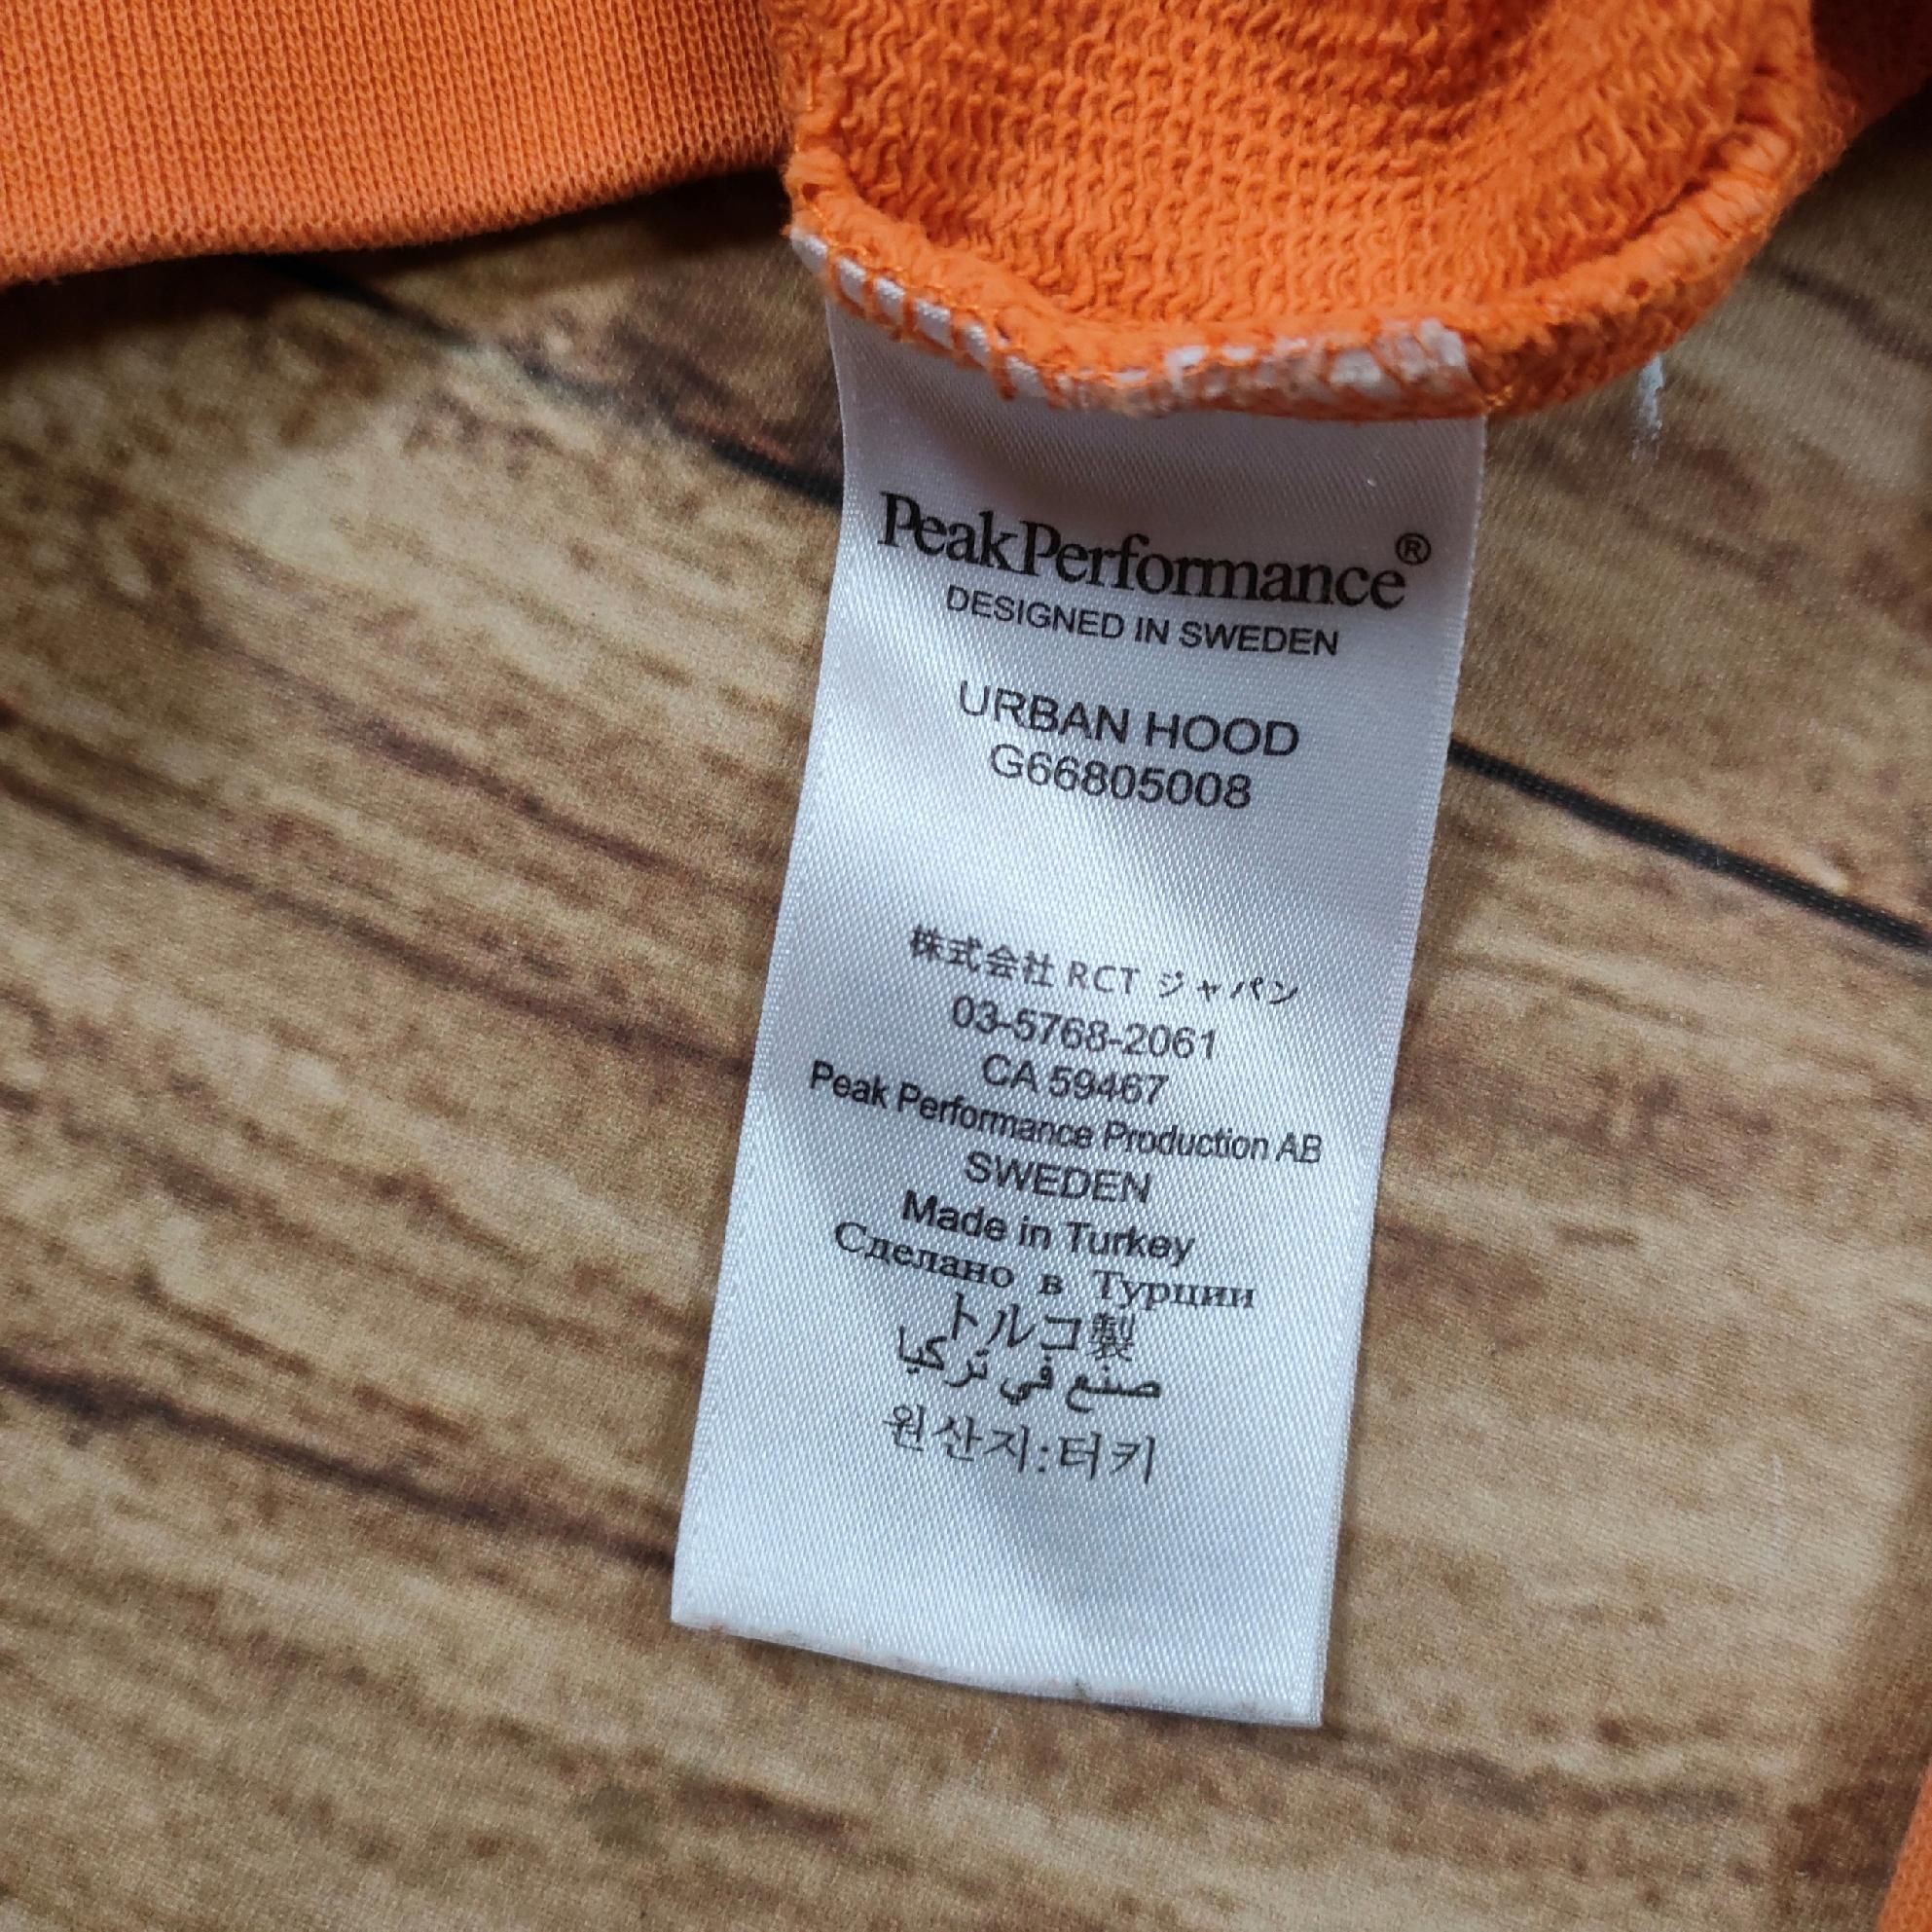 PeakPerformance®
DESIGNED IN SWEDEN
URBAN HOOD
G66805008
株式会社 RCT ジャパン
03-5768-2061
CA 59467
Peak Performance Production AB
SWEDEN
Made in Turkey
Сделано в Турции
トルコ製
صنع في تركيا
원산지:터키